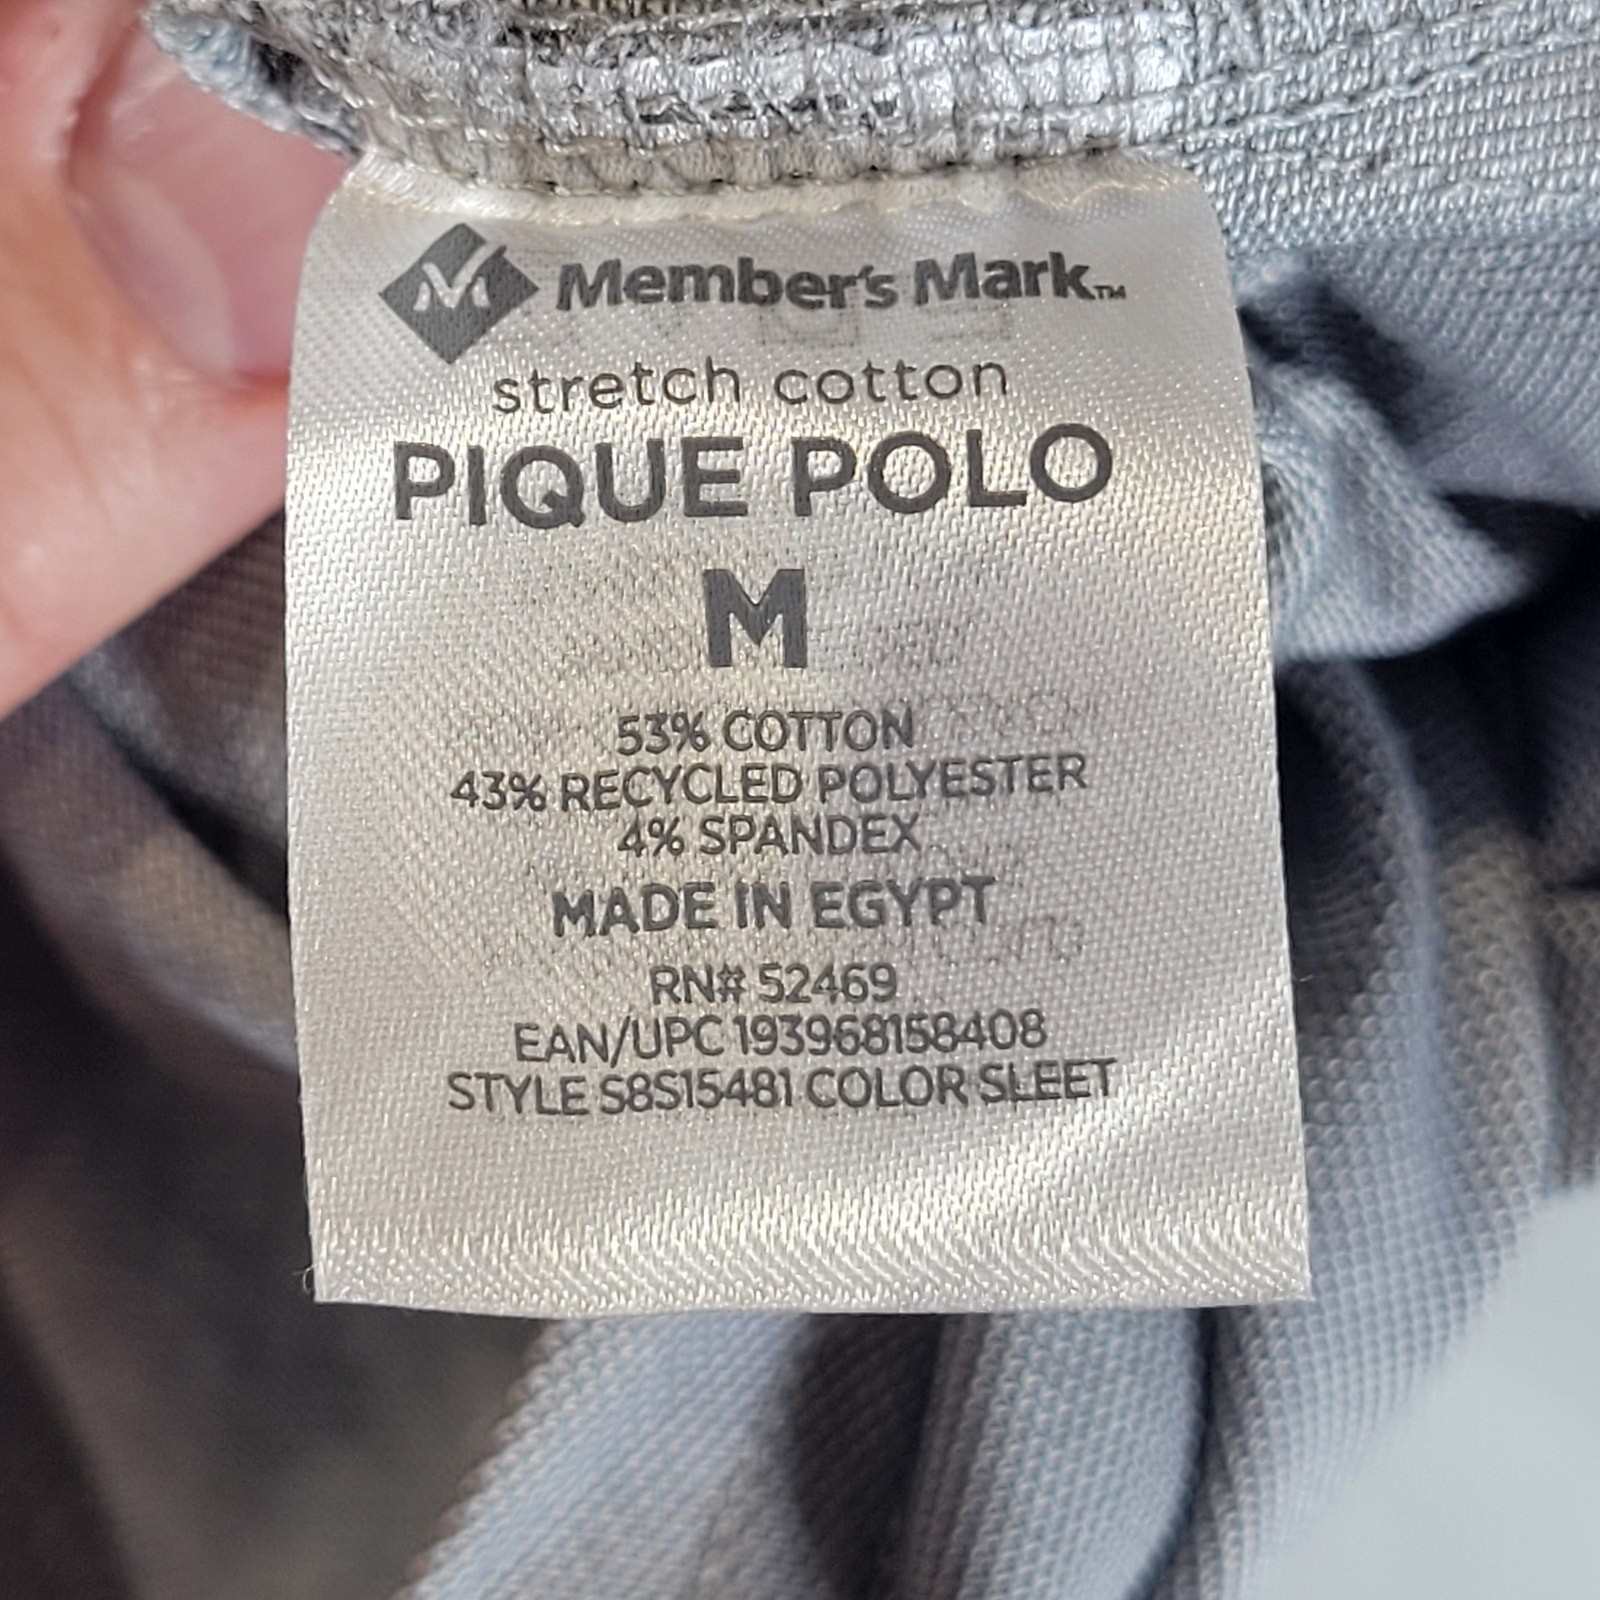 Member's Mark™
stretch cotton
PIQUE POLO
M
53% COTTON
43% RECYCLED POLYESTER
4% SPANDEX
MADE IN EGYPT
RN# 52469
EAN/UPC 193968158408
STYLE S8S15481 COLOR SLEET